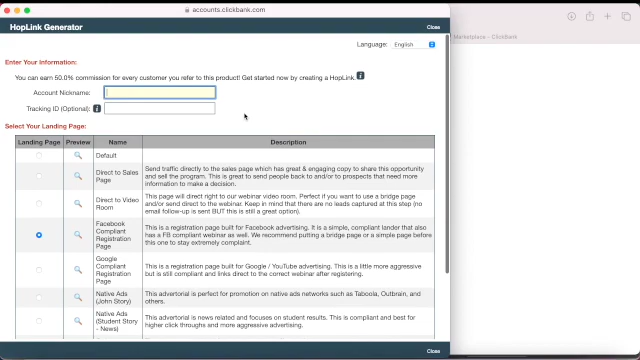 accounts.clickbank.com
HopLink Generator
Close
Marketplace - ClickBank
Language: English
Enter Your Information:
You can earn 50.0% commission for every customer you refer to this product! Get started now by creating a HopLink. i
Account Nickname:
Tracking ID (Optional): i
Select Your Landing Page:
Landing Page Preview Name Description
Default
Direct to Sales
Page
Send traffic directly to the sales page which has great & engaging copy to share this opportunity
and sell the program. This is great to send people back to and/or to prospects that need more
information to make a decision.
Direct to Video
Room
This page will direct right to our webinar video room. Perfect if you want to use a bridge page
and/or send direct to the webinar. Keep in mind that there are no leads captured at this step (no
email follow-up is sent BUT this is still a great option).
Facebook
Compliant
Registration
Page
This is a registration page built for Facebook advertising. It is a simple, compliant lander that also
has a FB compliant webinar as well. We recommend putting a bridge page or a simple page before
this one to stay extremely compliant.
Google
Compliant
Registration
Page
This is a registration page built for Google / YouTube advertising. This is a little more aggressive
but is still compliant and links direct to the correct webinar after registering.
Native Ads
(John Story)
This advertorial is perfect for promotion on native ads networks such as Taboola, Outbrain, and
others.
Native Ads
(Student Story
- News)
This advertorial is news related and focuses on student results. This is compliant and best for
higher click throughs and more aggressive advertising.
Close